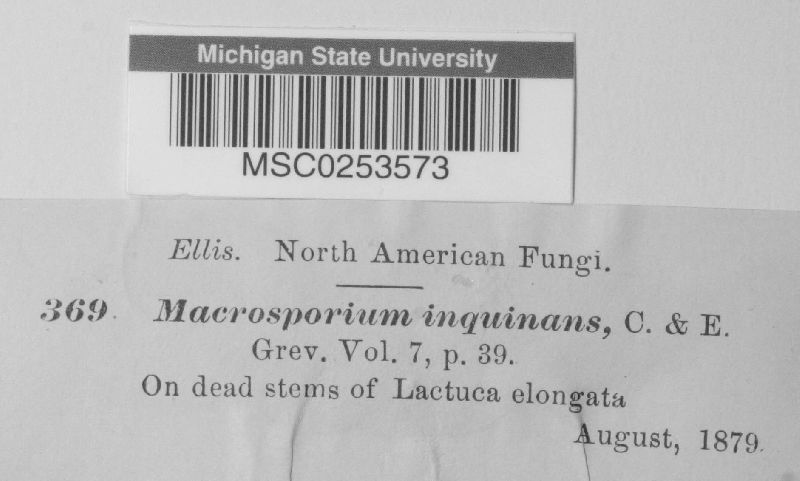 Michigan State University
MSC0253573
Ellis. North American Fungi.
369. Macrosporium inquinans, C. & E.
Grev. Vol. 7, p. 39.
On dead stems of Lactuca elongata
August, 1879.